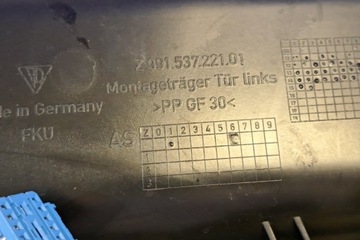 Z 991.537.221.01
Montageträger Tür links
>PP GF 30<
de in Germany
FKU
AS
Z 0 1 2 3 4 5 6 7 8 9